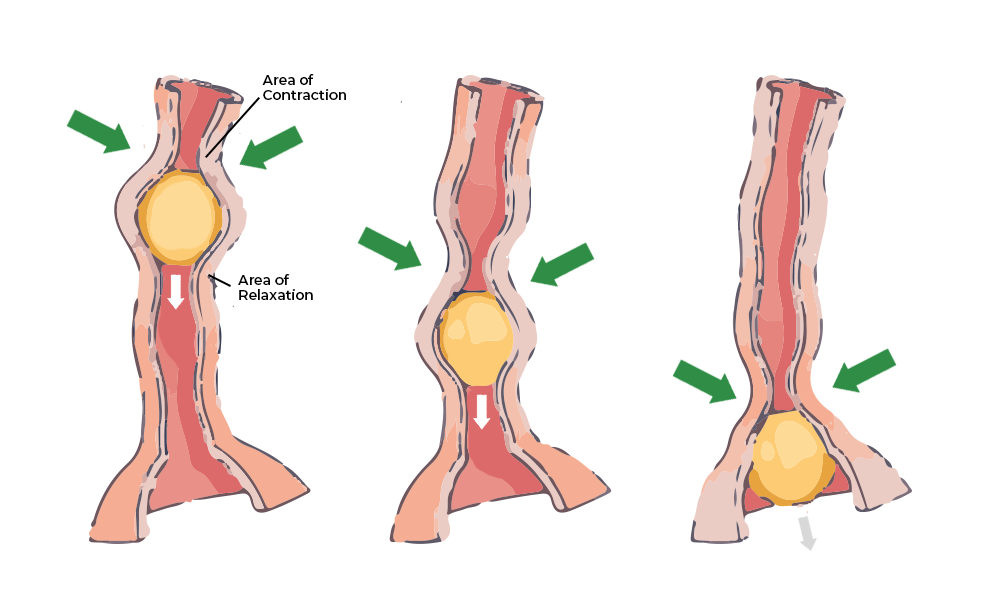 Area of
Contraction
Area of
Relaxation